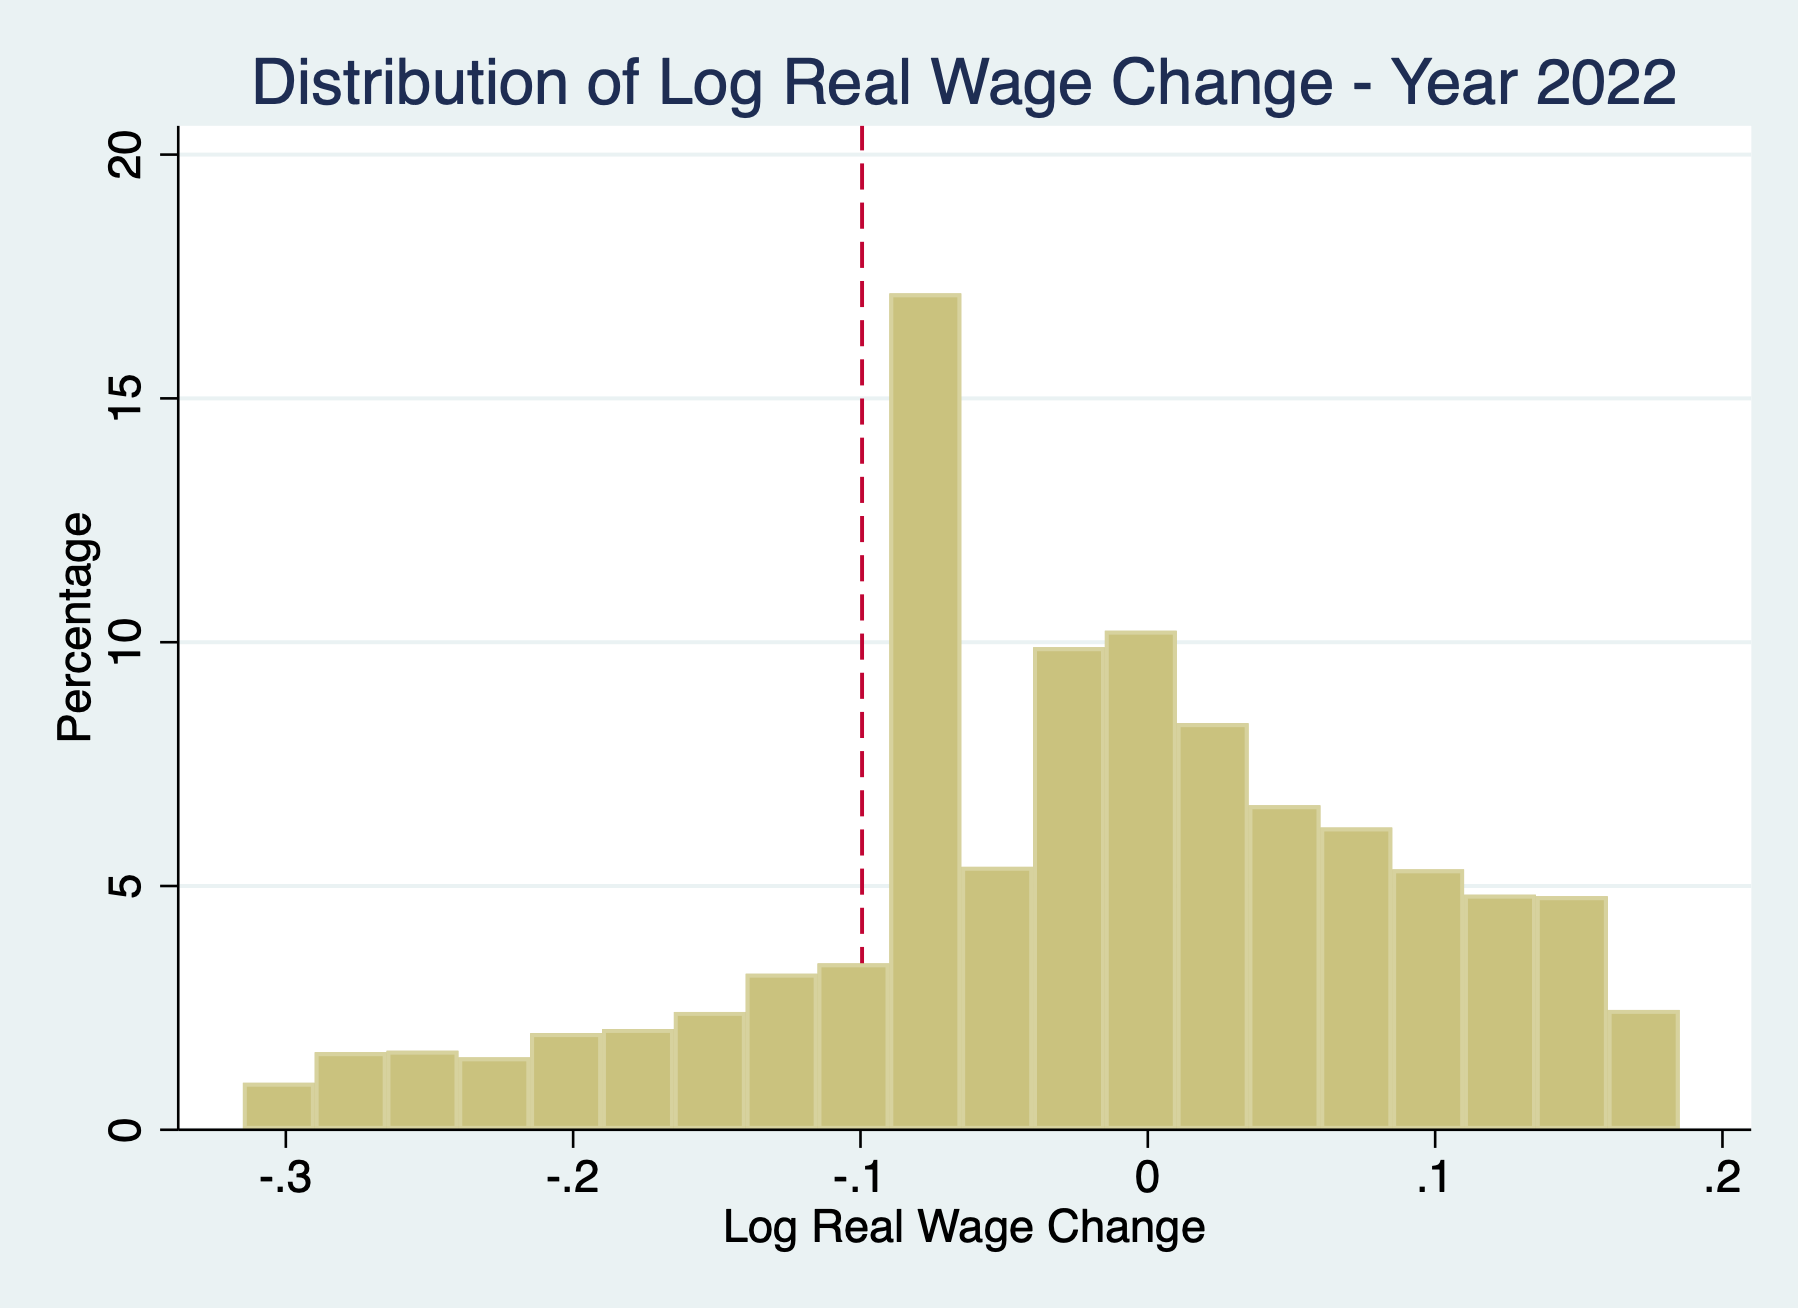 Distribution of Log Real Wage Change - Year 2022
Percentage
20
15
10
5
0
-.3 -.2 -.1 0 .1 .2
Log Real Wage Change